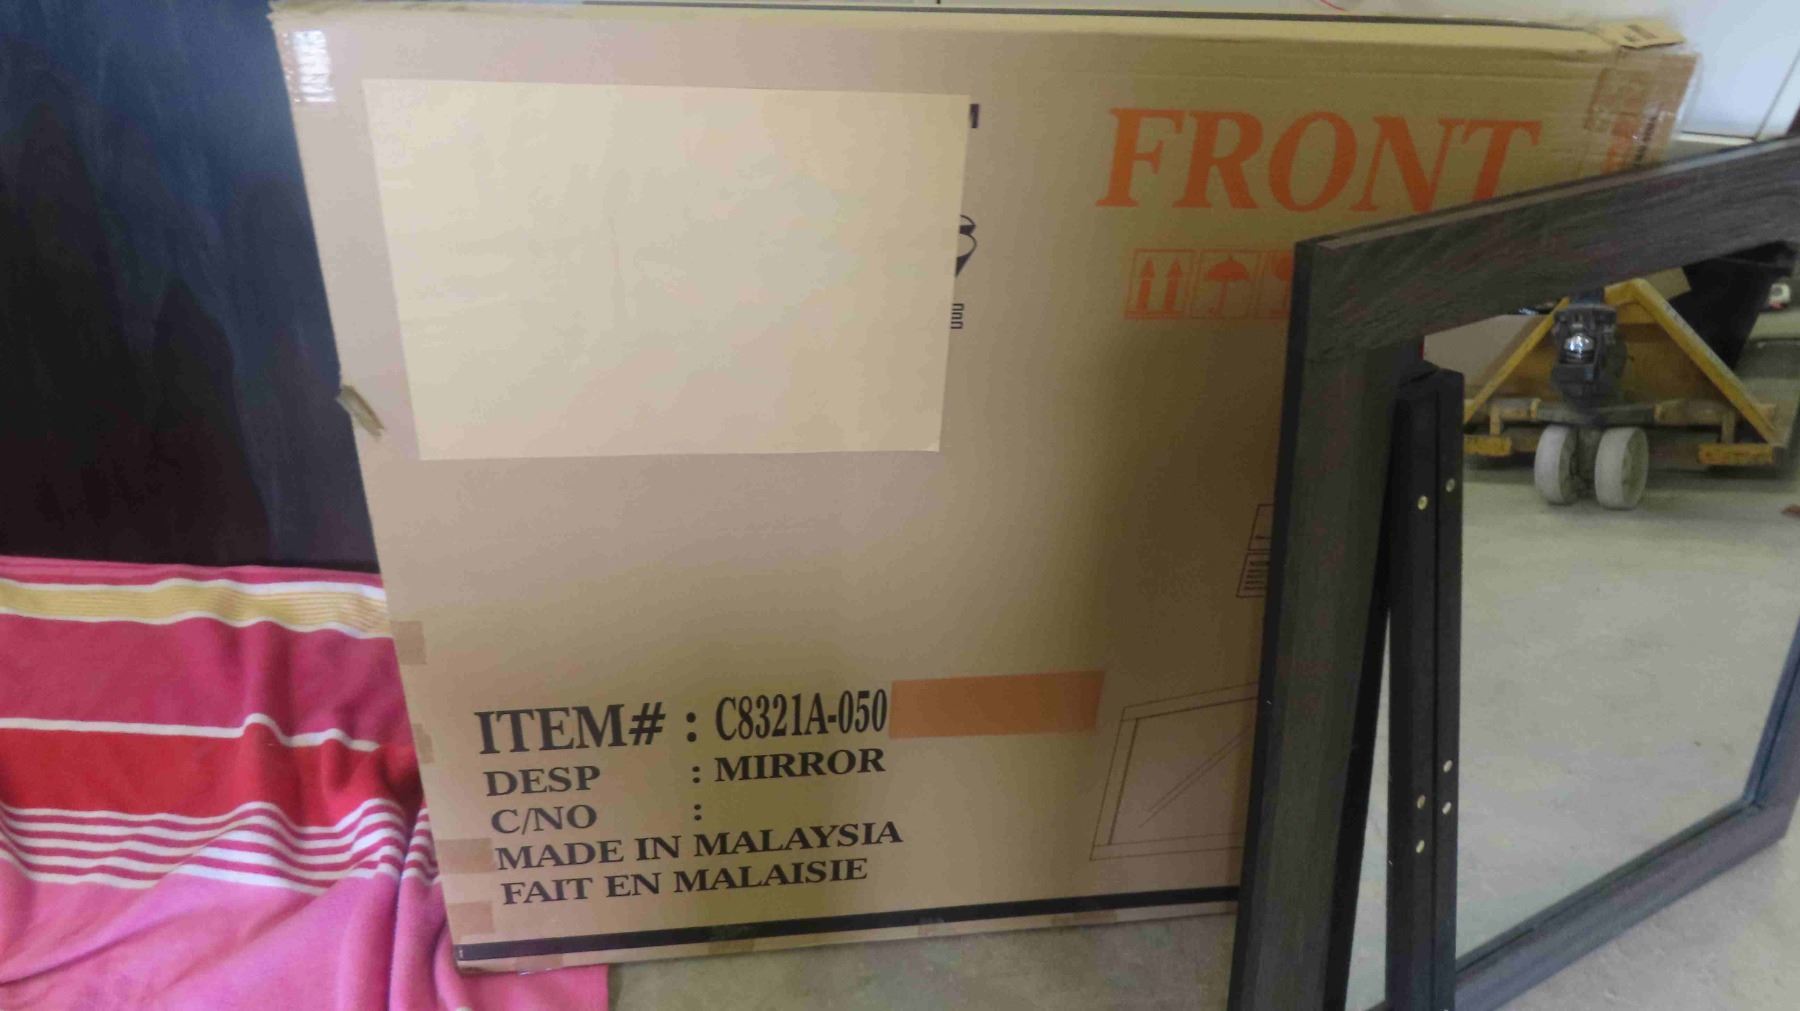 FRONT
ITEM# : C8321A-050
DESP : MIRROR
C/NO :
MADE IN MALAYSIA
FAIT EN MALAISIE